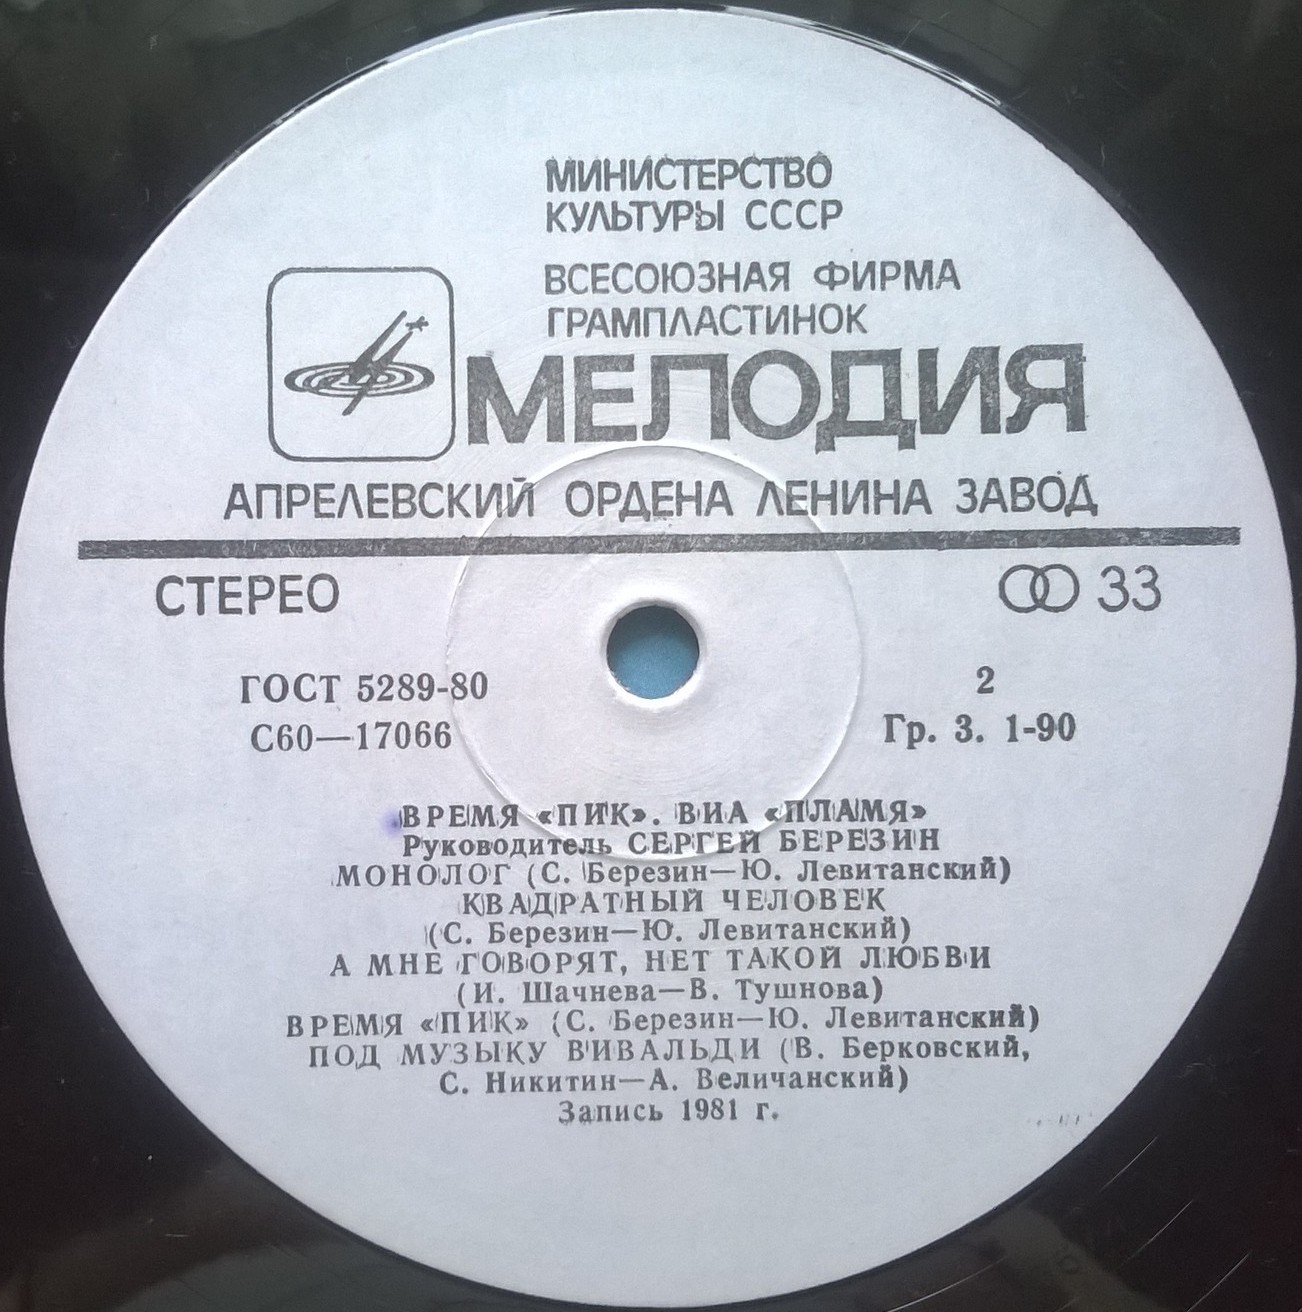 МИНИСТЕРСТВО
КУЛЬТУРЫ СССР
ВСЕСОЮЗНАЯ ФИРМА
ГРАМПЛАСТИНОК
МЕЛОДИЯ
АПРЕЛЕВСКИЙ ОРДЕНА ЛЕНИНА ЗАВОД
СТЕРЕО 33
ГОСТ 5289-80 2
С60—17066 Гр. 3. 1-90
ВРЕМЯ «ПИК». ВИА «ПЛАМЯ»
Руководитель СЕРГЕЙ БЕРЕЗИН
МОНОЛОГ (С. Березин—Ю. Левитанский)
КВАДРАТНЫЙ ЧЕЛОВЕК
(С. Березин—Ю. Левитанский)
А МНЕ ГОВОРЯТ, НЕТ ТАКОЙ ЛЮБВИ
(И. Шачнева—В. Тушнова)
ВРЕМЯ «ПИК» (С. Березин—Ю. Левитанский)
ПОД МУЗЫКУ ВИВАЛЬДИ (В. Берковский,
С. Никитин—А. Величанский)
Запись 1981 г.